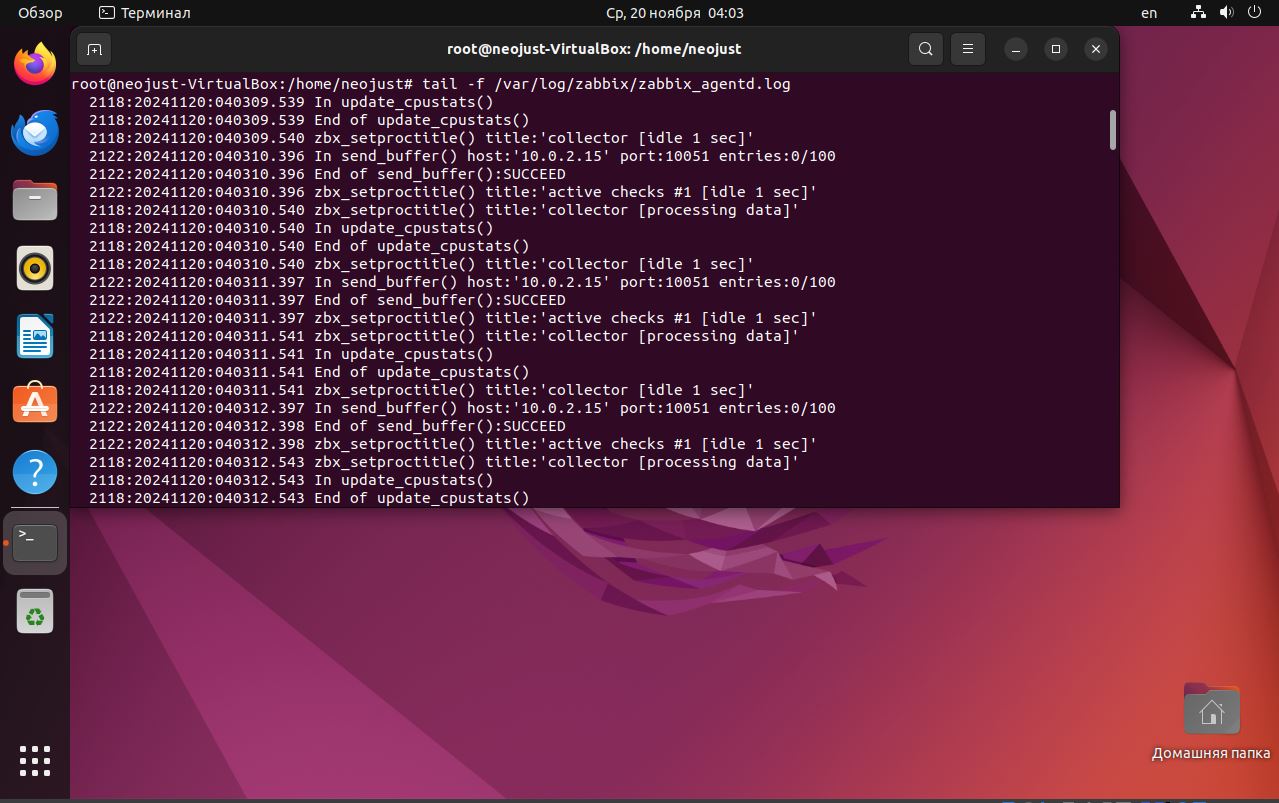 Обзор
Терминал
Ср, 20 ноября 04:03
en
root@neojust-VirtualBox: /home/neojust
root@neojust-VirtualBox:/home/neojust# tail -f /var/log/zabbix/zabbix_agentd.log
2118:20241120:040309.539 In update_cpustats()
2118:20241120:040309.539 End of update_cpustats()
2118:20241120:040309.540 zbx_setproctitle() title:'collector [idle 1 sec]'
2122:20241120:040310.396 In send_buffer() host:'10.0.2.15' port:10051 entries:0/100
2122:20241120:040310.396 End of send_buffer():SUCCEED
2122:20241120:040310.396 zbx_setproctitle() title:'active checks #1 [idle 1 sec]'
2118:20241120:040310.540 zbx_setproctitle() title:'collector [processing data]'
2118:20241120:040310.540 In update_cpustats()
2118:20241120:040310.540 End of update_cpustats()
2118:20241120:040310.540 zbx_setproctitle() title:'collector [idle 1 sec]'
2122:20241120:040311.397 In send_buffer() host:'10.0.2.15' port:10051 entries:0/100
2122:20241120:040311.397 End of send_buffer():SUCCEED
2122:20241120:040311.397 zbx_setproctitle() title:'active checks #1 [idle 1 sec]'
2118:20241120:040311.541 zbx_setproctitle() title:'collector [processing data]'
2118:20241120:040311.541 In update_cpustats()
2118:20241120:040311.541 End of update_cpustats()
2118:20241120:040311.541 zbx_setproctitle() title:'collector [idle 1 sec]'
2122:20241120:040312.397 In send_buffer() host:'10.0.2.15' port:10051 entries:0/100
2122:20241120:040312.398 End of send_buffer():SUCCEED
2122:20241120:040312.398 zbx_setproctitle() title:'active checks #1 [idle 1 sec]'
2118:20241120:040312.543 zbx_setproctitle() title:'collector [processing data]'
2118:20241120:040312.543 In update_cpustats()
2118:20241120:040312.543 End of update_cpustats()
Домашняя папка